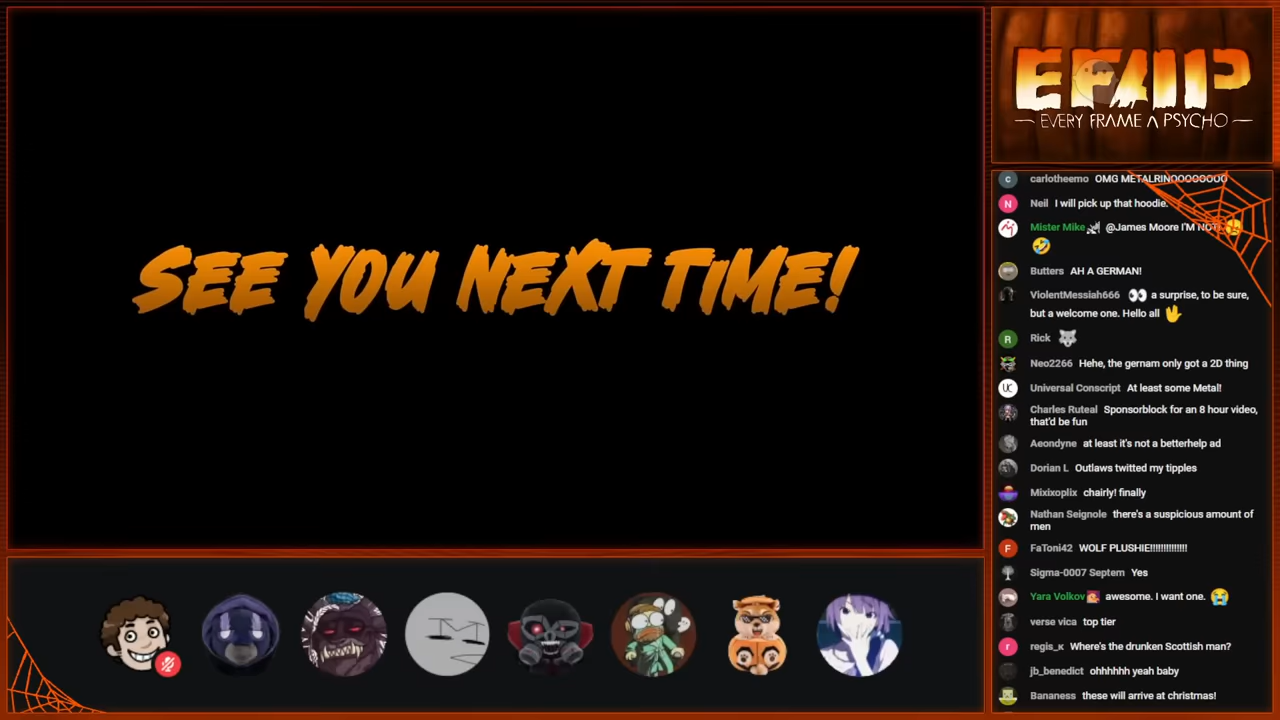 SEE YOU NEXT TIME!
EFAP
EVERY FRAME A PSYCHO
carlotheemo OMG METALRINOOOOOOOO
Neil I will pick up that hoodie.
Mister Mike @James Moore I'M NOT
Butters AH A GERMAN!
ViolentMessiah666 👀 a surprise, to be sure,
but a welcome one. Hello all 🖖
Rick 🐺
Neo2266 Hehe, the gernam only got a 2D thing
Universal Conscript At least some Metal!
Charles Ruteal Sponsorblock for an 8 hour video,
that'd be fun
Aeondyne at least it's not a betterhelp ad
Dorian L Outlaws twitted my tipples
Mixixoplix chairly! finally
Nathan Seignole there's a suspicious amount of
men
FaToni42 WOLF PLUSHIE!!!!!!!!!!!!!!!
Sigma-0007 Septem Yes
Yara Volkov awesome. I want one. 😭
verse vica top tier
regis_κ Where's the drunken Scottish man?
jb_benedict ohhhhhh yeah baby
Bananess these will arrive at christmas!